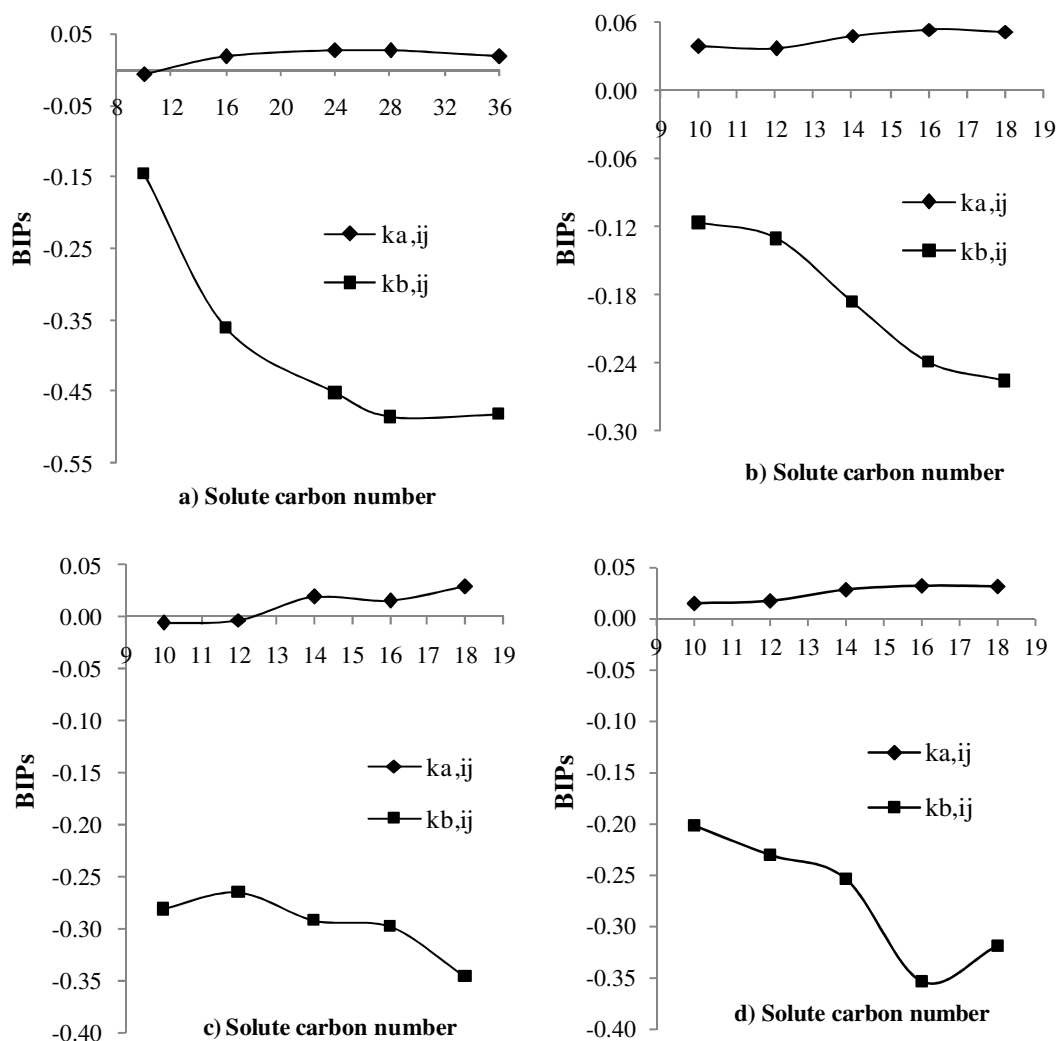 0.05
-0.05
-0.15
-0.25
-0.35
-0.45
-0.55
8 12 16 20 24 28 32 36
BIPs
ka,ij
kb,ij
a) Solute carbon number
0.06
0.00
-0.06
-0.12
-0.18
-0.24
-0.30
9 10 11 12 13 14 15 16 17 18 19
BIPs
ka,ij
kb,ij
b) Solute carbon number
0.05
0.00
-0.05
-0.10
-0.15
-0.20
-0.25
-0.30
-0.35
-0.40
9 10 11 12 13 14 15 16 17 18 19
BIPs
ka,ij
kb,ij
c) Solute carbon number
0.05
0.00
-0.05
-0.10
-0.15
-0.20
-0.25
-0.30
-0.35
-0.40
9 10 11 12 13 14 15 16 17 18 19
BIPs
ka,ij
kb,ij
d) Solute carbon number